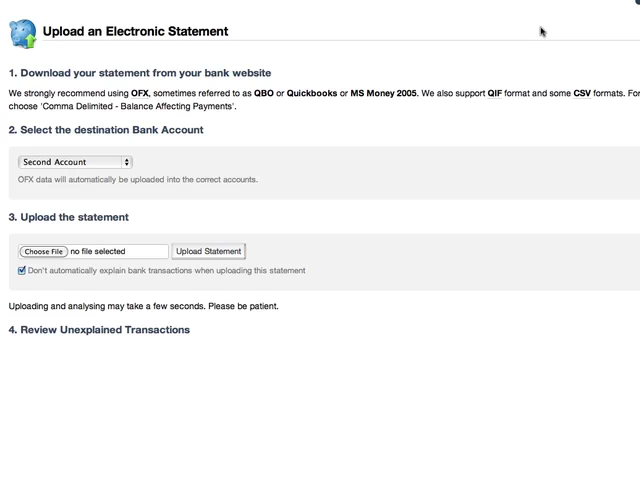 Upload an Electronic Statement
1. Download your statement from your bank website
We strongly recommend using OFX, sometimes referred to as QBO or Quickbooks or MS Money 2005. We also support QIF format and some CSV formats. For
choose 'Comma Delimited - Balance Affecting Payments'.
2. Select the destination Bank Account
Second Account
OFX data will automatically be uploaded into the correct accounts.
3. Upload the statement
Choose File no file selected Upload Statement
Don't automatically explain bank transactions when uploading this statement
Uploading and analysing may take a few seconds. Please be patient.
4. Review Unexplained Transactions